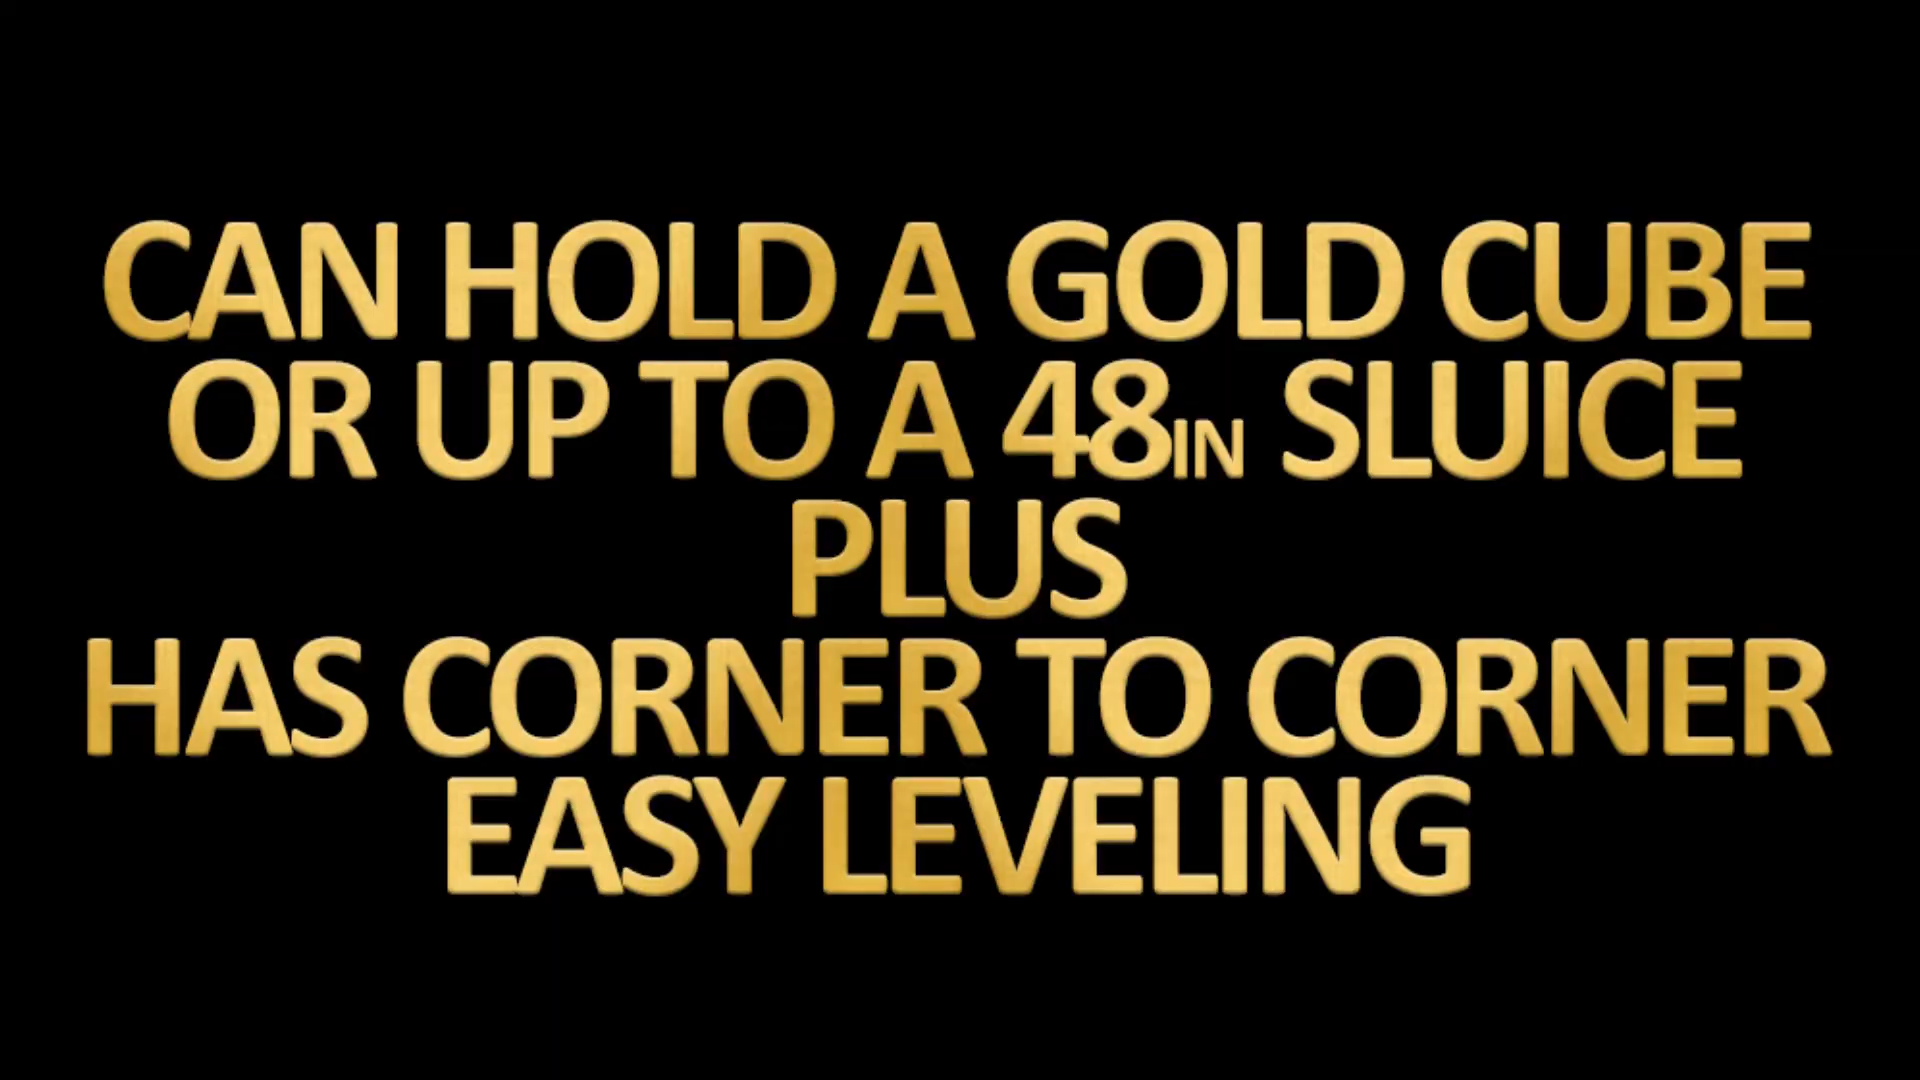 CAN HOLD A GOLD CUBE
OR UP TO A 48IN SLUICE
PLUS
HAS CORNER TO CORNER
EASY LEVELING